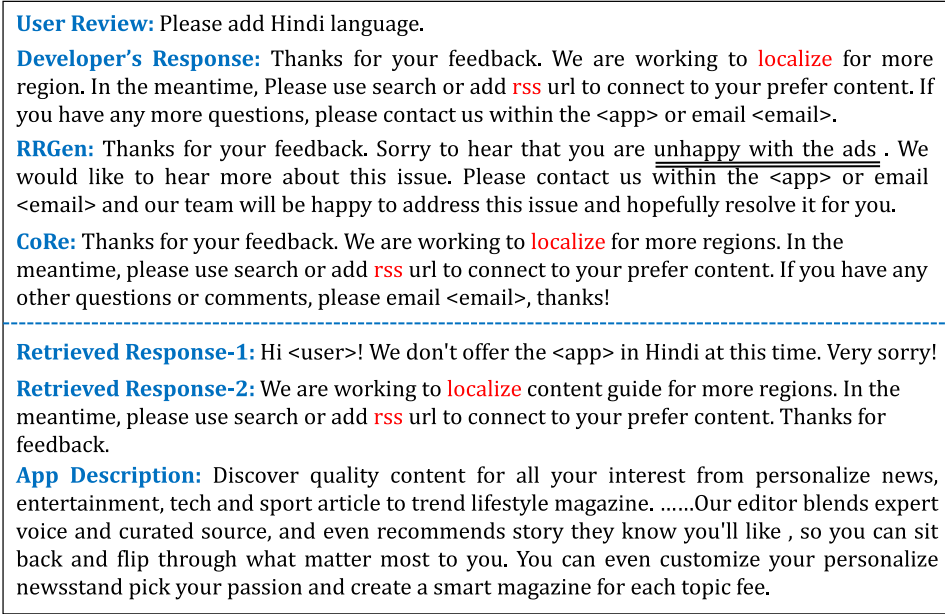 User Review: Please add Hindi language.
Developer's Response: Thanks for your feedback. We are working to localize for more
region. In the meantime, Please use search or add rss url to connect to your prefer content. If
you have any more questions, please contact us within the <app> or email <email>.
RRGen: Thanks for your feedback. Sorry to hear that you are unhappy with the ads . We
would like to hear more about this issue. Please contact us within the <app> or email
<email> and our team will be happy to address this issue and hopefully resolve it for you.
CoRe: Thanks for your feedback. We are working to localize for more regions. In the
meantime, please use search or add rss url to connect to your prefer content. If you have any
other questions or comments, please email <email>, thanks!
Retrieved Response-1: Hi <user>! We don't offer the <app> in Hindi at this time. Very sorry!
Retrieved Response-2: We are working to localize content guide for more regions. In the
meantime, please use search or add rss url to connect to your prefer content. Thanks for
feedback.
App Description: Discover quality content for all your interest from personalize news,
entertainment, tech and sport article to trend lifestyle magazine. ......Our editor blends expert
voice and curated source, and even recommends story they know you'll like , so you can sit
back and flip through what matter most to you. You can even customize your personalize
newsstand pick your passion and create a smart magazine for each topic fee.